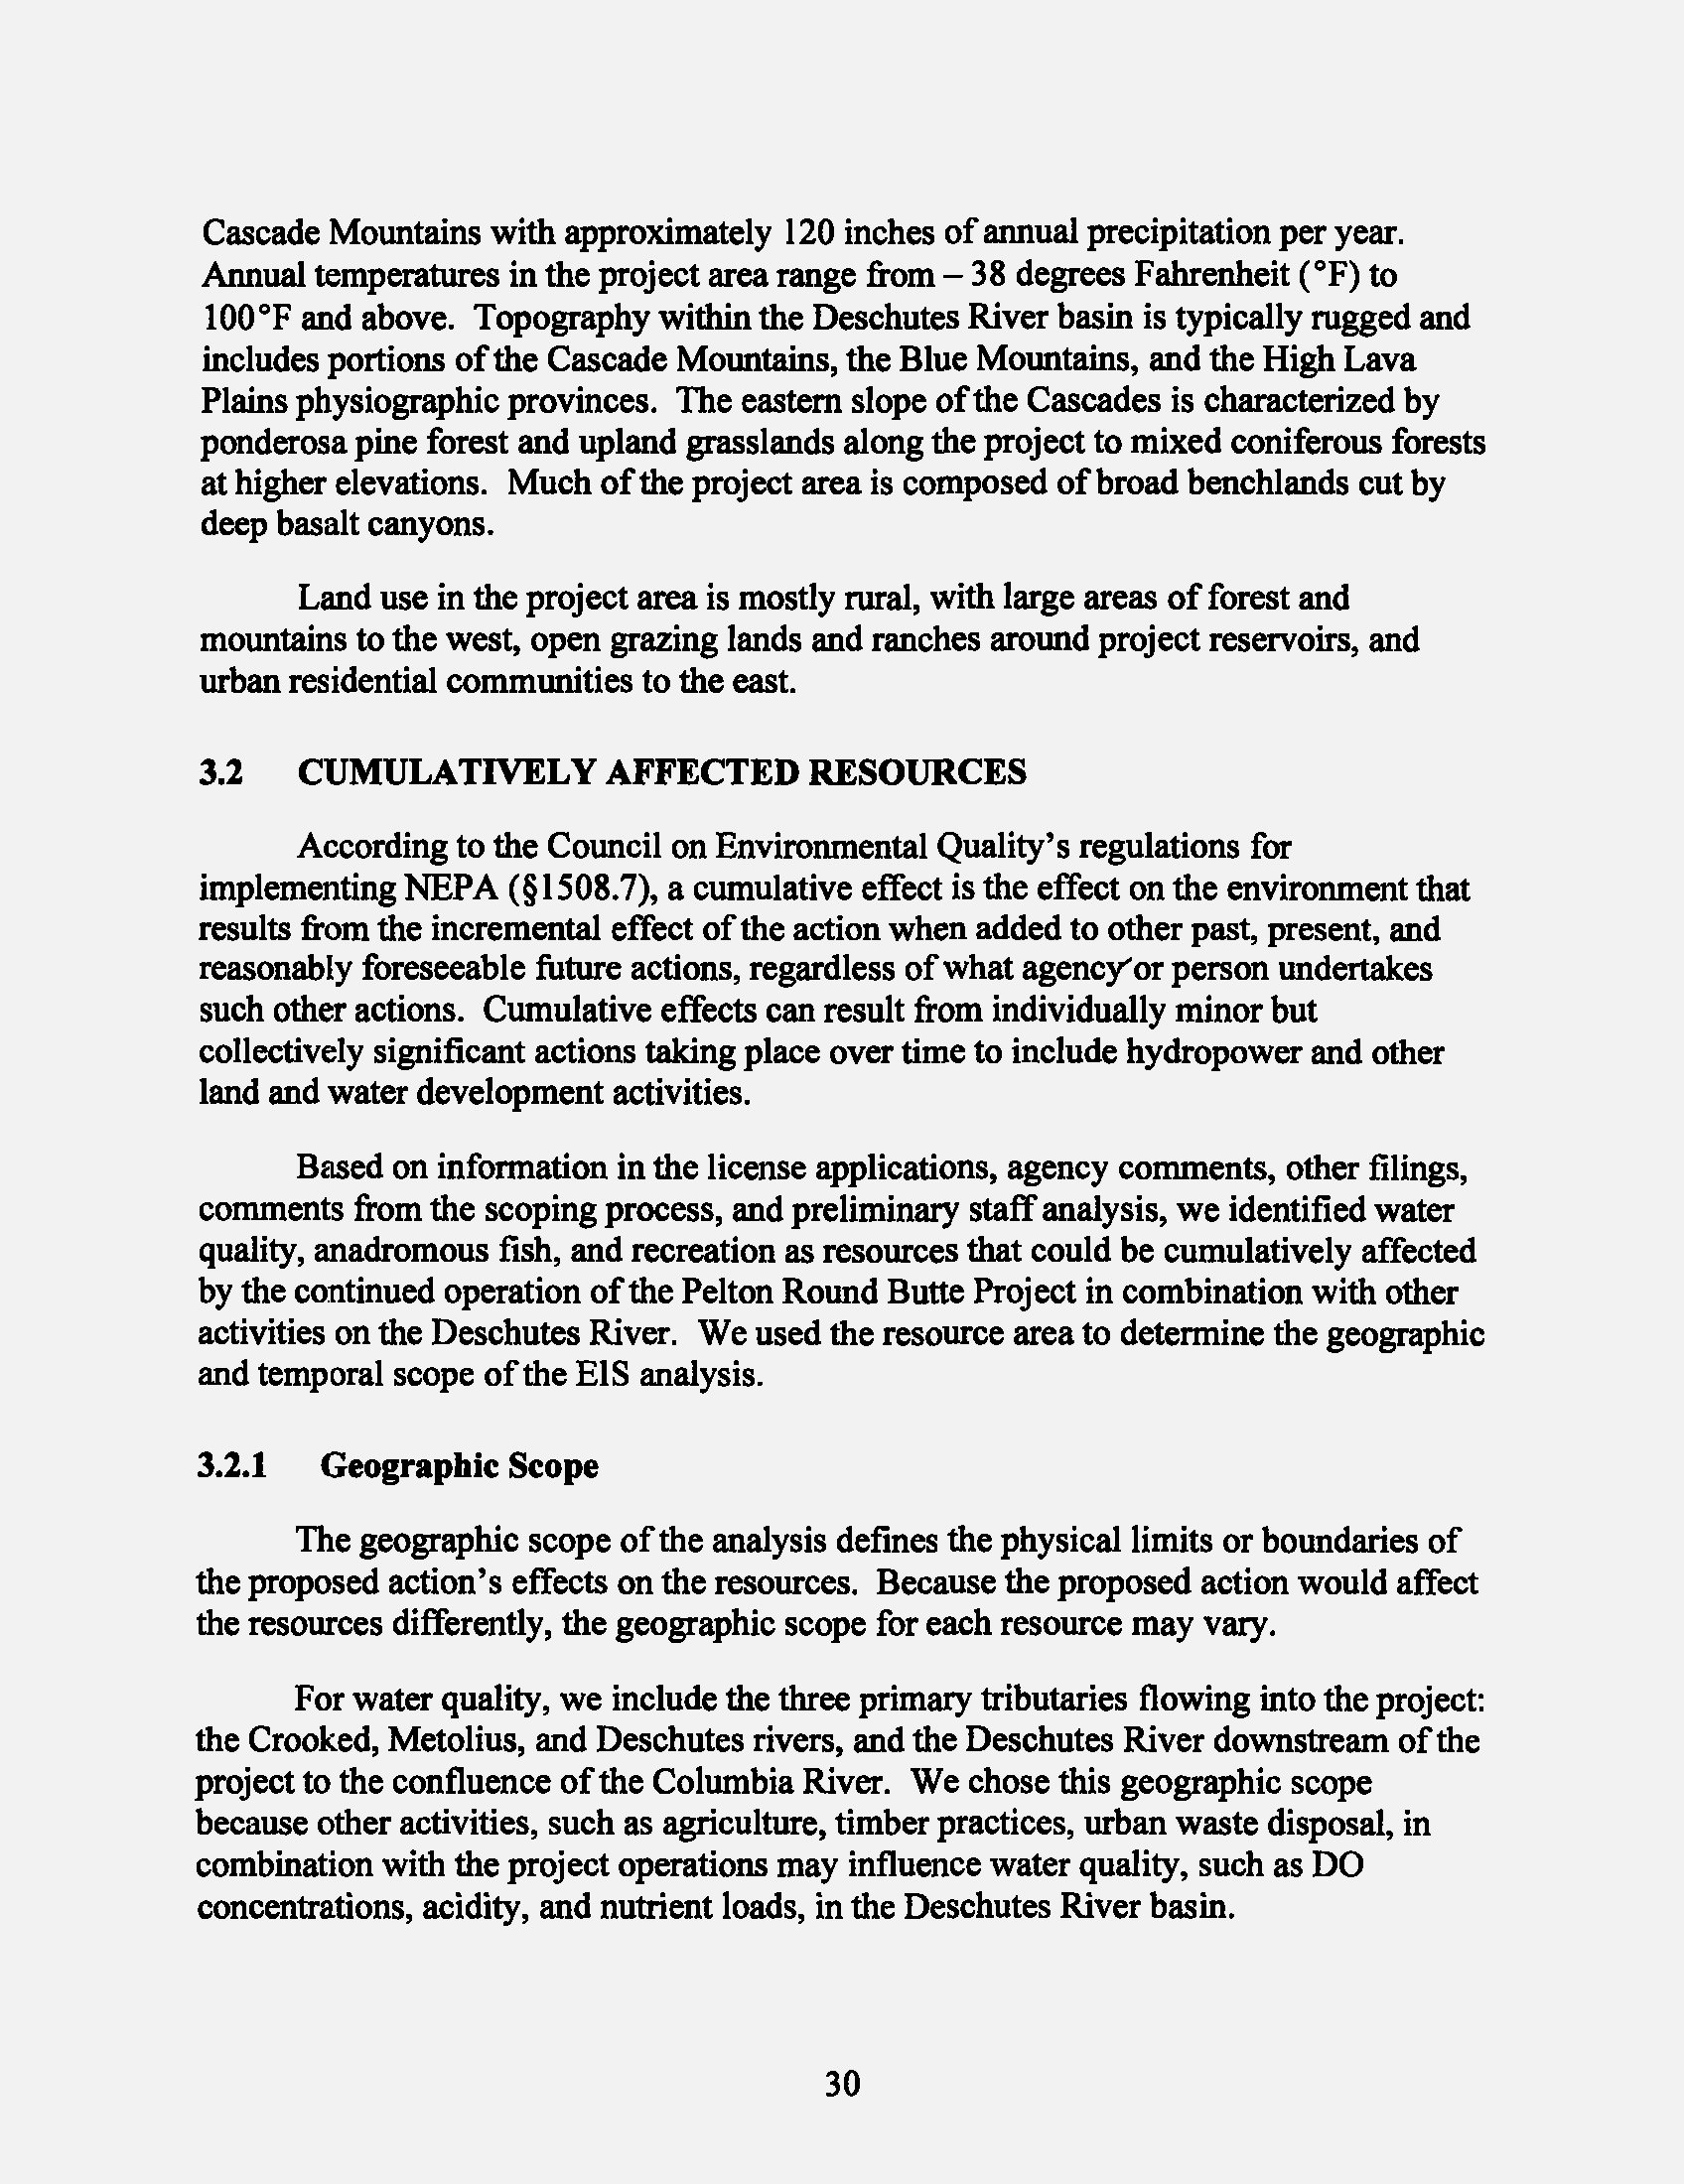 Cascade Mountains with approximately 120 inches of annual precipitation per year.
Annual temperatures in the project area range from – 38 degrees Fahrenheit (°F) to
100°F and above. Topography within the Deschutes River basin is typically rugged and
includes portions of the Cascade Mountains, the Blue Mountains, and the High Lava
Plains physiographic provinces. The eastern slope of the Cascades is characterized by
ponderosa pine forest and upland grasslands along the project to mixed coniferous forests
at higher elevations. Much of the project area is composed of broad benchlands cut by
deep basalt canyons.
Land use in the project area is mostly rural, with large areas of forest and
mountains to the west, open grazing lands and ranches around project reservoirs, and
urban residential communities to the east.
3.2 CUMULATIVELY AFFECTED RESOURCES
According to the Council on Environmental Quality’s regulations for
implementing NEPA (§1508.7), a cumulative effect is the effect on the environment that
results from the incremental effect of the action when added to other past, present, and
reasonably foreseeable future actions, regardless of what agency or person undertakes
such other actions. Cumulative effects can result from individually minor but
collectively significant actions taking place over time to include hydropower and other
land and water development activities.
Based on information in the license applications, agency comments, other filings,
comments from the scoping process, and preliminary staff analysis, we identified water
quality, anadromous fish, and recreation as resources that could be cumulatively affected
by the continued operation of the Pelton Round Butte Project in combination with other
activities on the Deschutes River. We used the resource area to determine the geographic
and temporal scope of the EIS analysis.
3.2.1 Geographic Scope
The geographic scope of the analysis defines the physical limits or boundaries of
the proposed action’s effects on the resources. Because the proposed action would affect
the resources differently, the geographic scope for each resource may vary.
For water quality, we include the three primary tributaries flowing into the project:
the Crooked, Metolius, and Deschutes rivers, and the Deschutes River downstream of the
project to the confluence of the Columbia River. We chose this geographic scope
because other activities, such as agriculture, timber practices, urban waste disposal, in
combination with the project operations may influence water quality, such as DO
concentrations, acidity, and nutrient loads, in the Deschutes River basin.
30